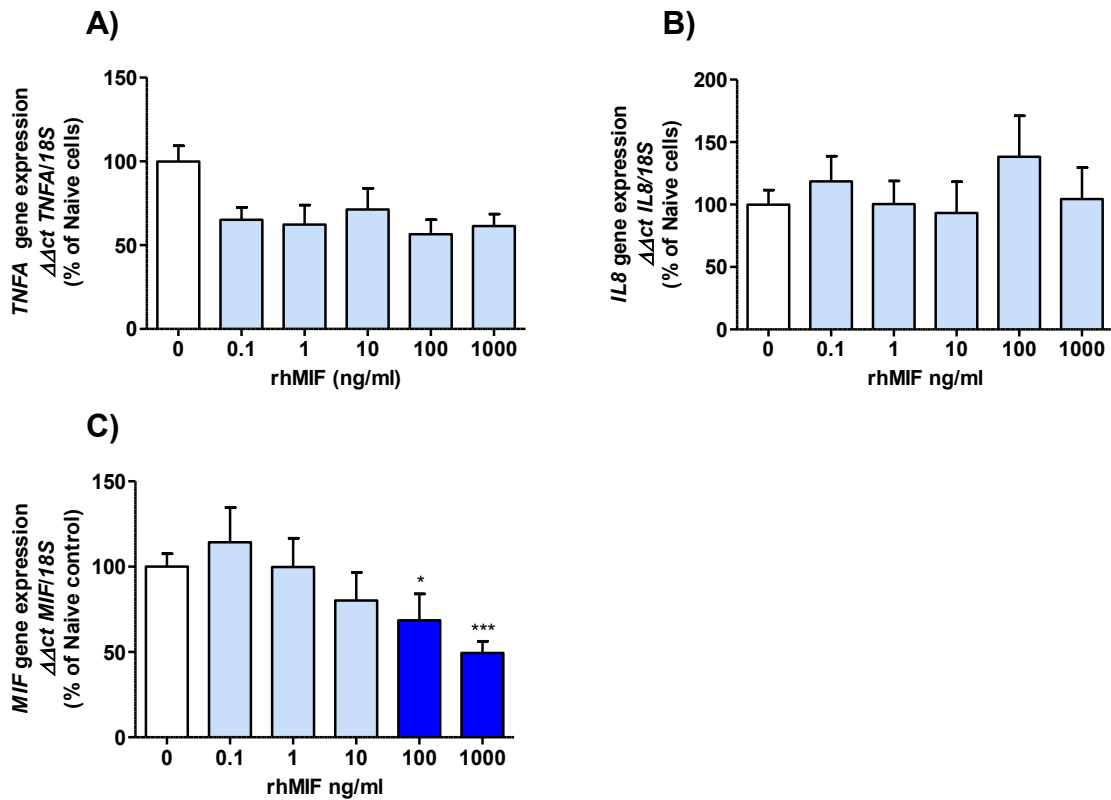 A)
TNFA gene expression
ΔΔct TNFA/18S
(% of Naive cells)
150
100
50
0
0 0.1 1 10 100 1000
rhMIF (ng/ml)
B)
IL8 gene expression
ΔΔct IL8/18S
(% of Naive cells)
200
150
100
50
0
0 0.1 1 10 100 1000
rhMIF ng/ml
C)
MIF gene expression
ΔΔct MIF/18S
(% of Naive control)
150
100
50
0
*
***
0 0.1 1 10 100 1000
rhMIF ng/ml